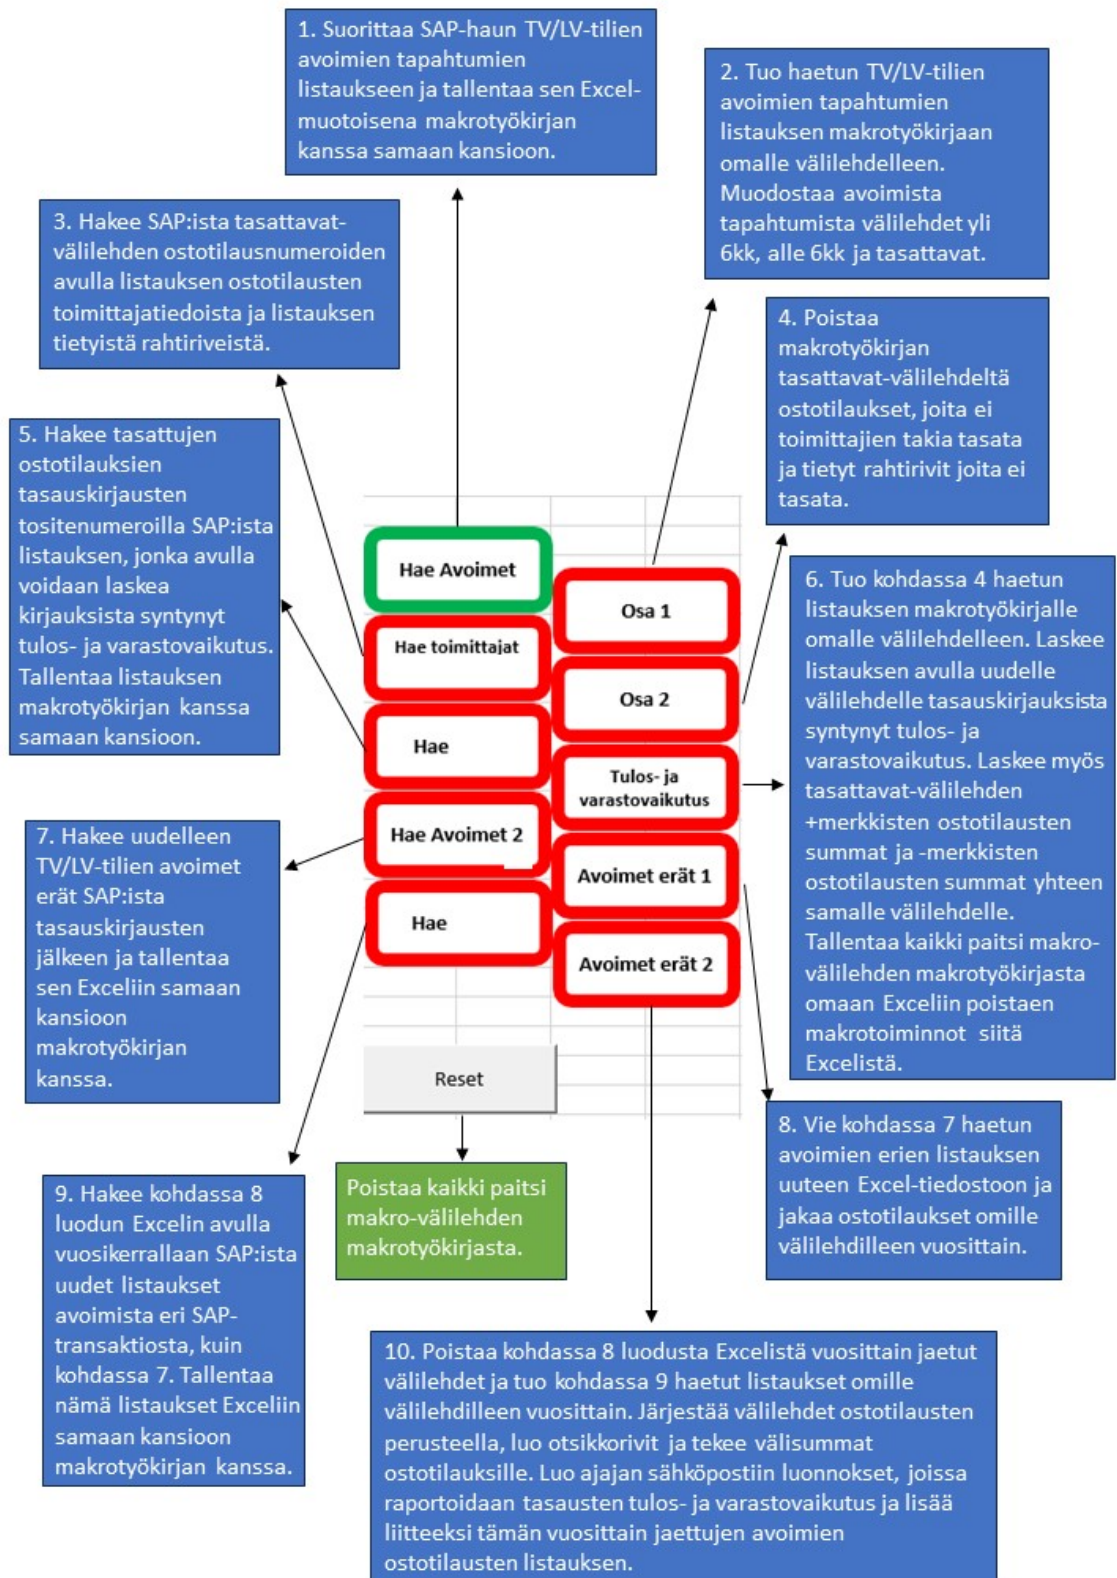 1. Suorittaa SAP-haun TV/LV-tilien
avoimien tapahtumien
listaukseen ja tallentaa sen Excel-
muotoisena makrotyökirjan
kanssa samaan kansioon.
2. Tuo haetun TV/LV-tilien
avoimien tapahtumien
listauksen makrotyökirjaan
omalle välilehdelleen.
Muodostaa avoimista
tapahtumista välilehdet yli
6kk, alle 6kk ja tasattavat.
3. Hakee SAP:ista tasattavat-
välilehden ostotilausnumeroiden
avulla listauksen ostotilausten
toimittajatiedoista ja listauksen
tietyistä rahtiriveistä.
4. Poistaa
makrotyökirjan
tasattavat-välilehdeltä
ostotilaukset, joita ei
toimittajien takia tasata
ja tietyt rahtirivit joita ei
tasata.
5. Hakee tasattujen
ostotilauksien
tasauskirjausten
tositenumeroilla SAP:ista
listauksen, jonka avulla
voidaan laskea
kirjauksista syntynyt
tulos- ja varastovaikutus.
Tallentaa listauksen
makrotyökirjan kanssa
samaan kansioon.
6. Tuo kohdassa 4 haetun
listauksen makrotyökirjalle
omalle välilehdelleen. Laskee
listauksen avulla uudelle
välilehdelle tasauskirjauksista
syntynyt tulos- ja
varastovaikutus. Laskee myös
tasattavat-välilehden
+merkkisten ostotilausten
summat ja -merkkisten
ostotilausten summat yhteen
samalle välilehdelle.
Tallentaa kaikki paitsi makro-
välilehden makrotyökirjasta
omaan Exceliin poistaen
makrotoiminnot siitä
Excelistä.
Hae Avoimet
Osa 1
Hae toimittajat
Osa 2
Hae
Tulos- ja
varastovaikutus
Hae Avoimet 2
Avoimet erät 1
Hae
Avoimet erät 2
Reset
7. Hakee uudelleen
TV/LV-tilien avoimet
erät SAP:ista
tasauskirjausten
jälkeen ja tallentaa
sen Exceliin samaan
kansioon
makrotyökirjan
kanssa.
8. Vie kohdassa 7 haetun
avoimien erien listauksen
uuteen Excel-tiedostoon ja
jakaa ostotilaukset omille
välilehdilleen vuosittain.
Poistaa kaikki paitsi
makro-välilehden
makrotyökirjasta.
9. Hakee kohdassa 8
luodun Excelin avulla
vuosikerrallaan SAP:ista
uudet listaukset
avoimista eri SAP-
transaktiosta, kuin
kohdassa 7. Tallentaa
nämä listaukset Exceliin
samaan kansioon
makrotyökirjan kanssa.
10. Poistaa kohdassa 8 luodusta Excelistä vuosittain jaetut
välilehdet ja tuo kohdassa 9 haetut listaukset omille
välilehdilleen vuosittain. Järjestää välilehdet ostotilausten
perusteella, luo otsikkorivit ja tekee välisummat
ostotilauksille. Luo ajajan sähköpostiin luonnokset, joissa
raportoidaan tasausten tulos- ja varastovaikutus ja lisää
liitteeksi tämän vuosittain jaettujen avoimien
ostotilausten listauksen.